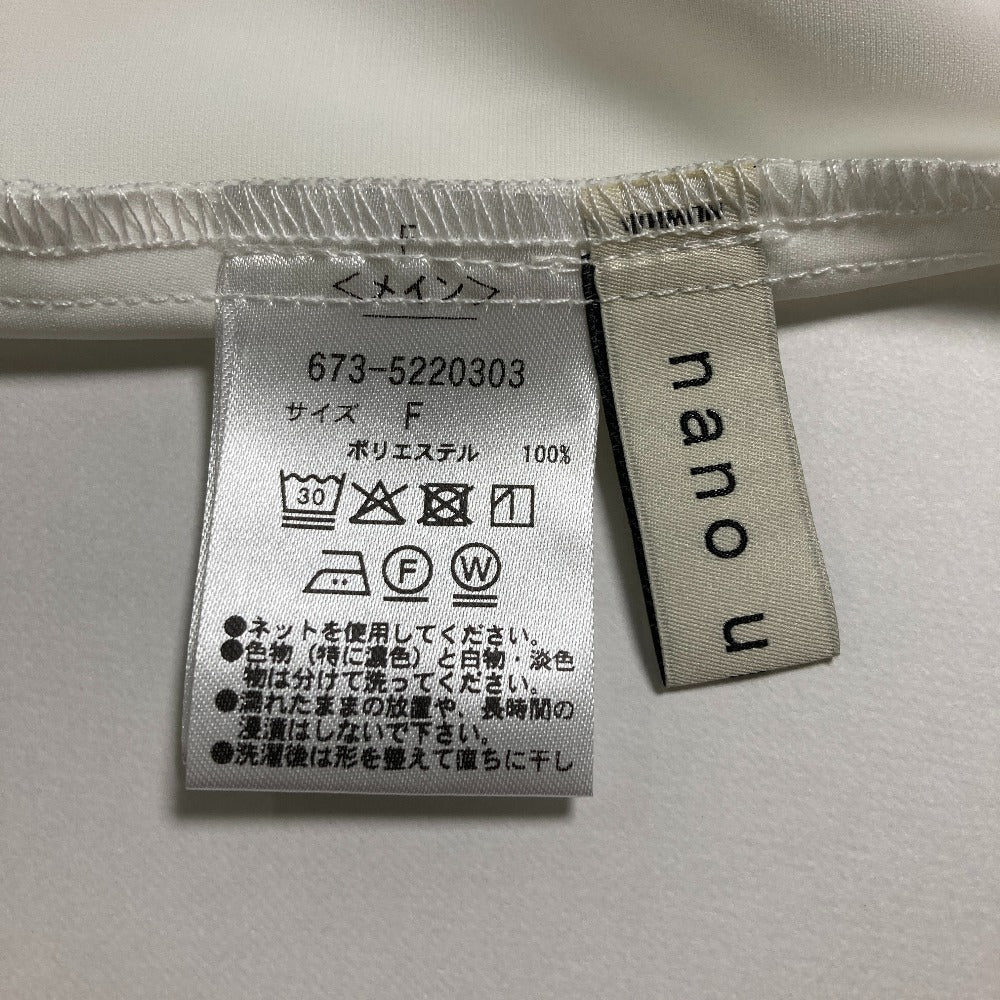 <メイン>
673-5220303
サイズ F
ポリエステル 100%
30
F W
●ネットを使用してください。
●色物(特に濃色)と白物・淡色
物は分けて洗ってください。
●濡れたままの放置や、長時間の
浸漬はしないで下さい。
●洗濯後は形を整えて直ちに干し
nano u